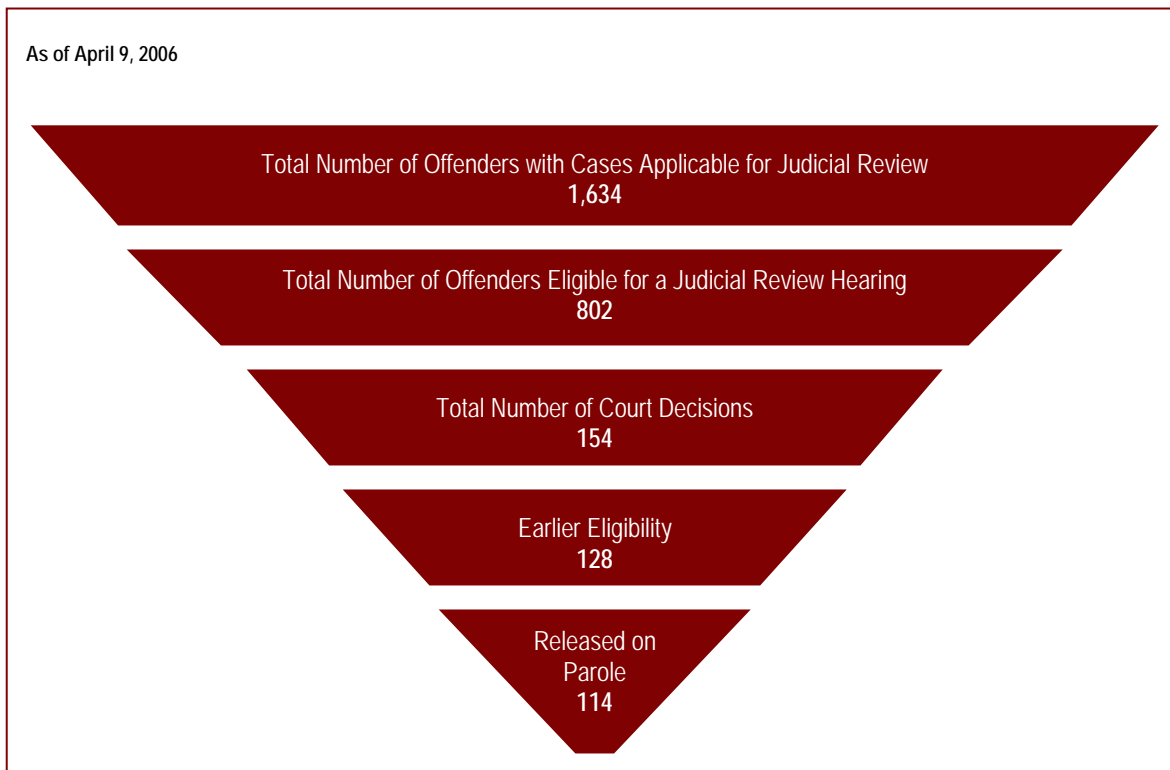 As of April 9, 2006
Total Number of Offenders with Cases Applicable for Judicial Review
1,634
Total Number of Offenders Eligible for a Judicial Review Hearing
802
Total Number of Court Decisions
154
Earlier Eligibility
128
Released on
Parole
114